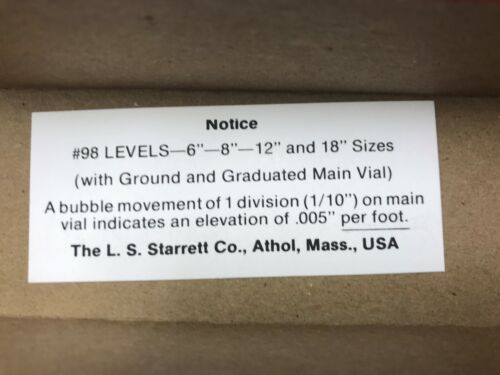 Notice
#98 LEVELS—6"—8"—12" and 18" Sizes
(with Ground and Graduated Main Vial)
A bubble movement of 1 division (1/10") on main
vial indicates an elevation of .005" per foot.
The L. S. Starrett Co., Athol, Mass., USA